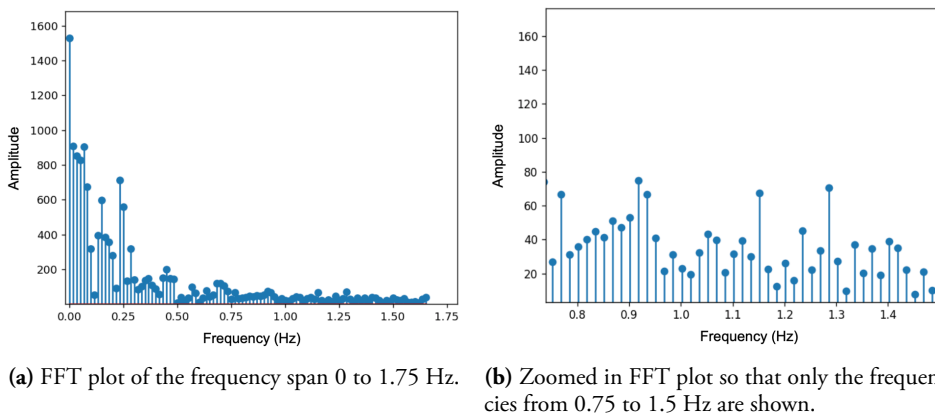 1600
1400
1200
1000
800
600
400
200
Amplitude
0.00 0.25 0.50 0.75 1.00 1.25 1.50 1.75
Frequency (Hz)
160
140
120
100
80
60
40
20
Amplitude
0.8 0.9 1.0 1.1 1.2 1.3 1.4
Frequency (Hz)
(a) FFT plot of the frequency span 0 to 1.75 Hz.
(b) Zoomed in FFT plot so that only the frequen
cies from 0.75 to 1.5 Hz are shown.